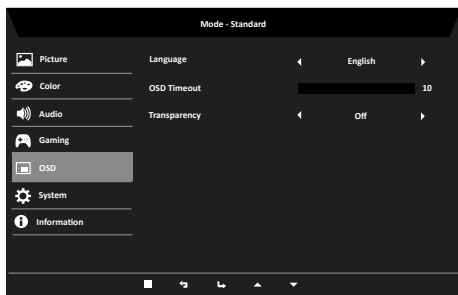 Mode - Standard
Picture
Color
Audio
Gaming
OSD
System
Information
Language English
OSD Timeout 10
Transparency Off